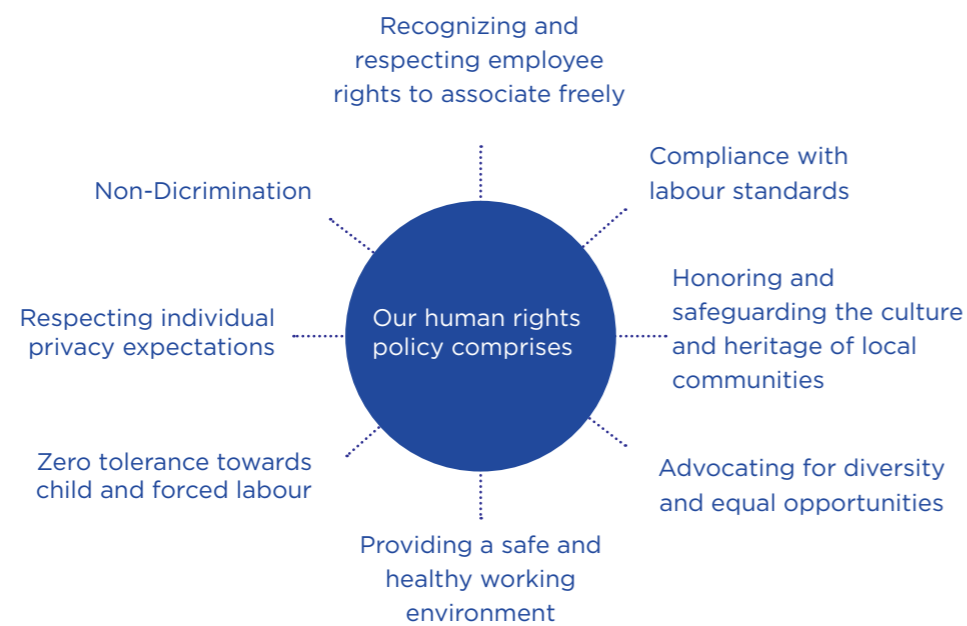 Recognizing and
respecting employee
rights to associate freely
Compliance with
labour standards
Honoring and
safeguarding the culture
and heritage of local
communities
Advocating for diversity
and equal opportunities
Providing a safe and
healthy working
environment
Zero tolerance towards
child and forced labour
Respecting individual
privacy expectations
Non-Dicrimination
Our human rights
policy comprises